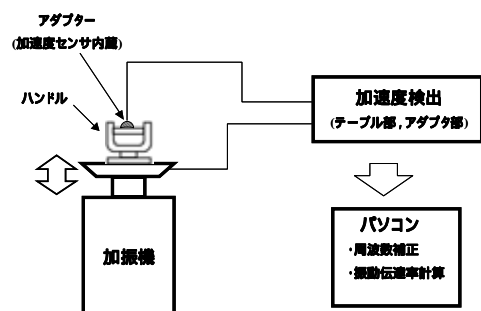 アダプター
(加速度センサ内蔵)
ハンドル
加振機
加速度検出
(テーブル部,アダプタ部)
パソコン
・周波数補正
・振動伝達率計算